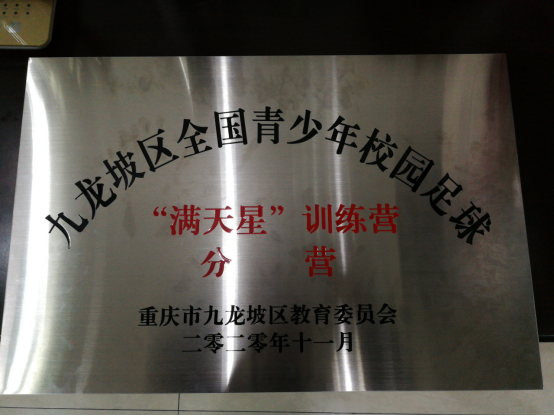 九龙坡区全国青少年校园足球
“满天星”训练营
分 营
重庆市九龙坡区教育委员会
二零二零年十一月